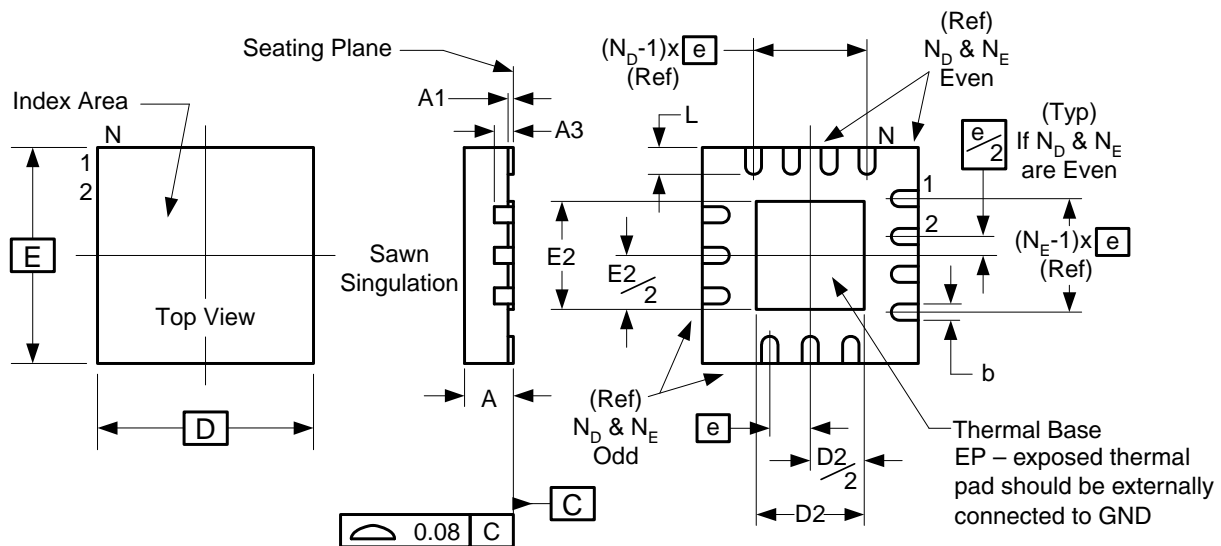 Seating Plane
Index Area
N
1
2
E
Top View
D
A1
A3
Sawn
Singulation
A
0.08 C
C
(N_D-1)x e
(Ref)
(Ref)
N_D & N_E
Even
L
N
e/2
(Typ)
If N_D & N_E
are Even
1
2
(N_E-1)x e
(Ref)
E2
E2/2
b
(Ref)
N_D & N_E
Odd
e
D2/2
D2
Thermal Base
EP – exposed thermal
pad should be externally
connected to GND